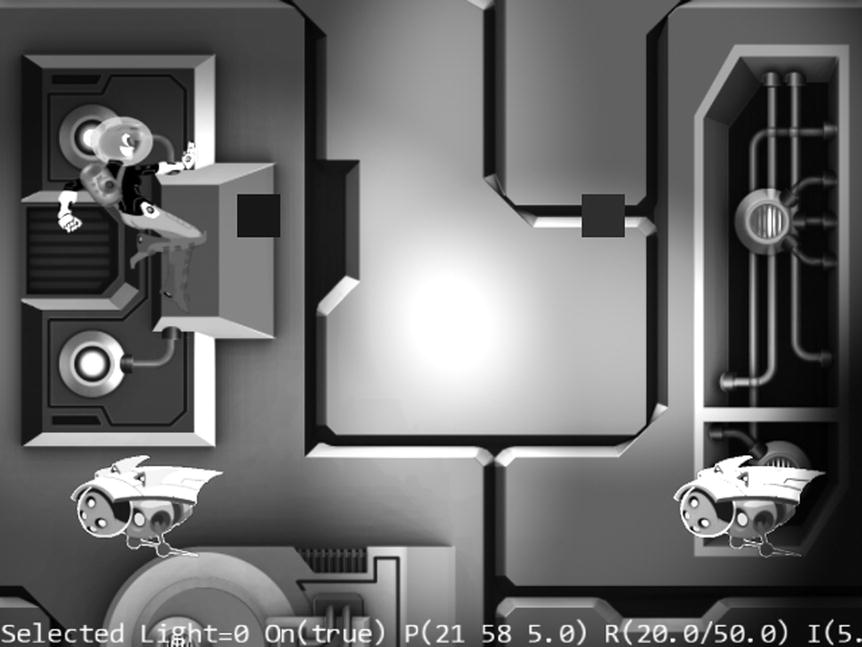 Selected Light=0 On(true) P(21 58 5.0) R(20.0/50.0) I(5.